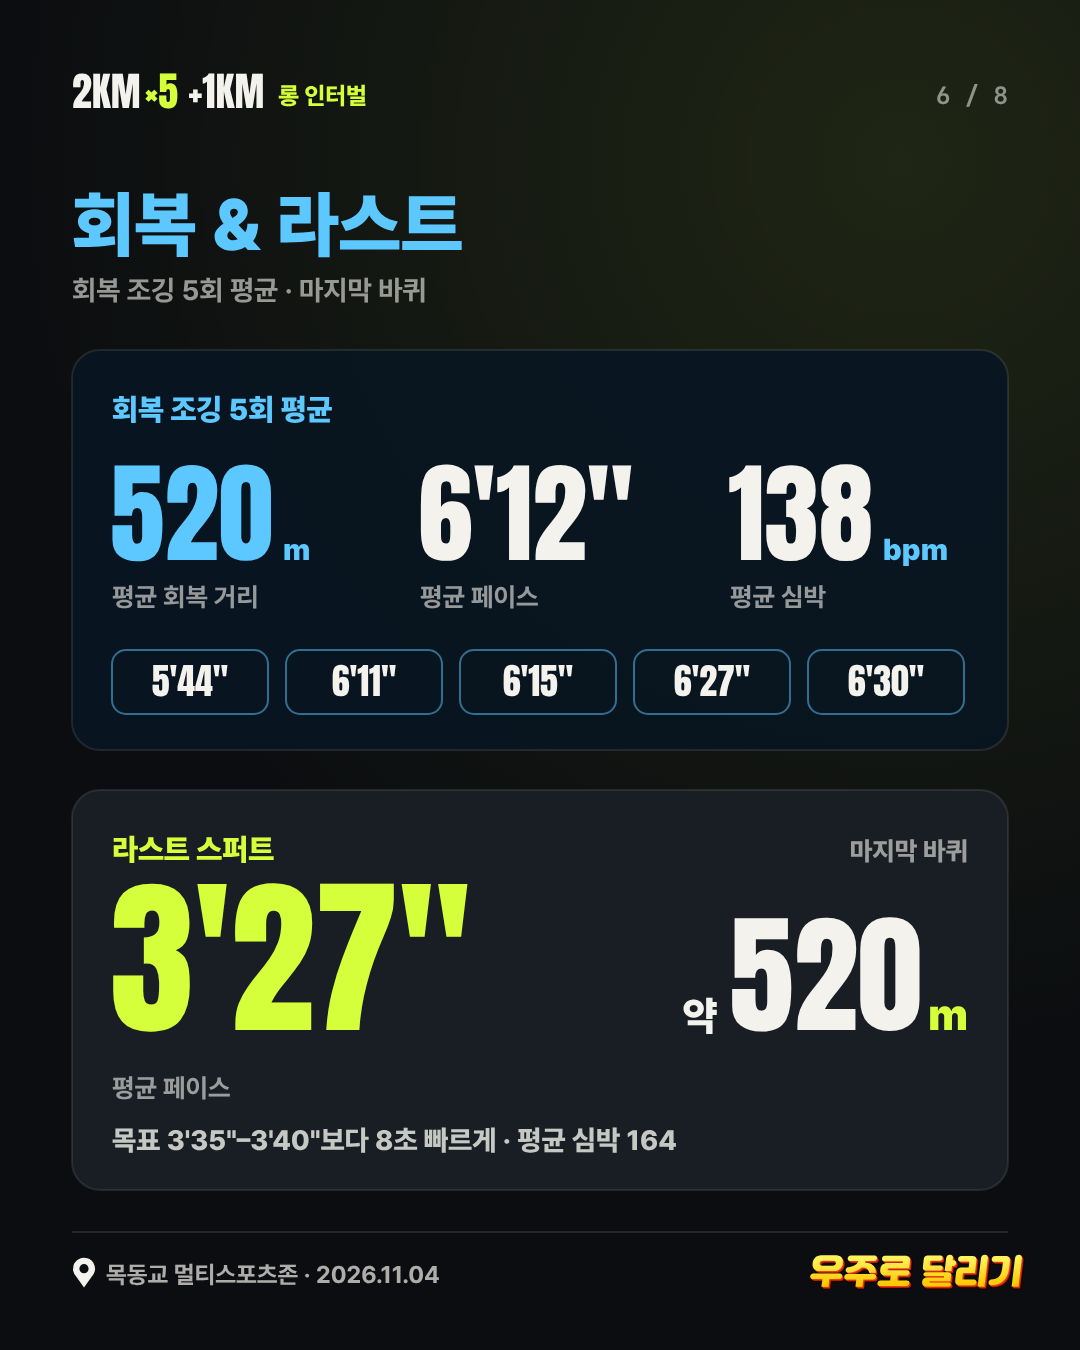 2KM×5 +1KM 롱 인터벌
6 / 8
회복 & 라스트
회복 조깅 5회 평균 · 마지막 바퀴
회복 조깅 5회 평균
520 m 6'12" 138 bpm
평균 회복 거리 평균 페이스 평균 심박
5'44" 6'11" 6'15" 6'27" 6'30"
라스트 스퍼트 마지막 바퀴
3'27" 약 520 m
평균 페이스
목표 3'35"–3'40"보다 8초 빠르게 · 평균 심박 164
목동교 멀티스포츠존 · 2026.11.04
우주로 달리기